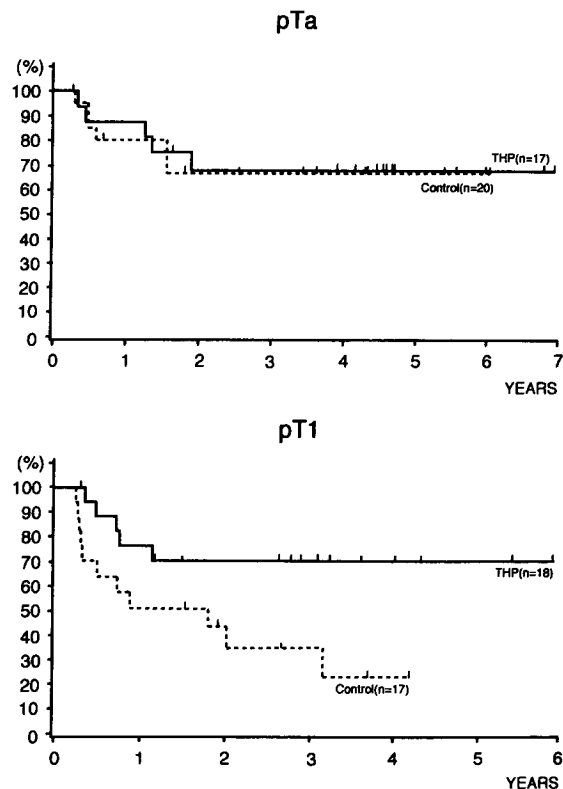 pTa
(%)
100
90
80
70
60
50
40
30
20
10
0
THP(n=17)
Control(n=20)
0 1 2 3 4 5 6 7
YEARS
pT1
(%)
100
90
80
70
60
50
40
30
20
10
0
THP(n=18)
Control(n=17)
0 1 2 3 4 5 6
YEARS